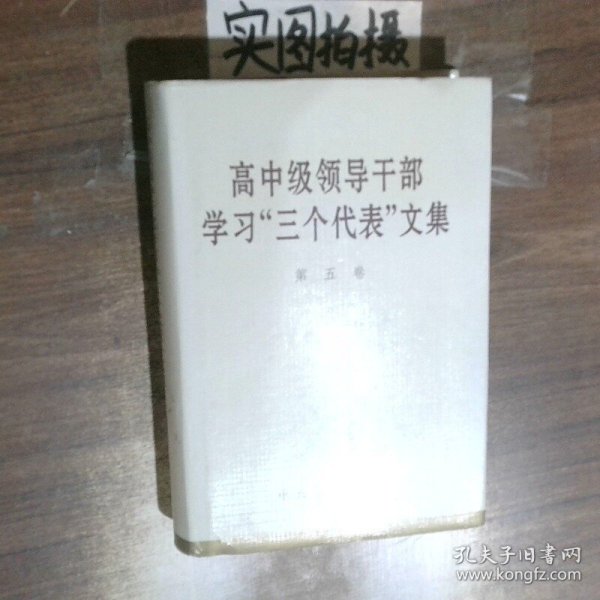 实图拍摄
高中级领导干部
学习“三个代表”文集
第五卷
中
孔夫子旧书网
www.kongfz.com